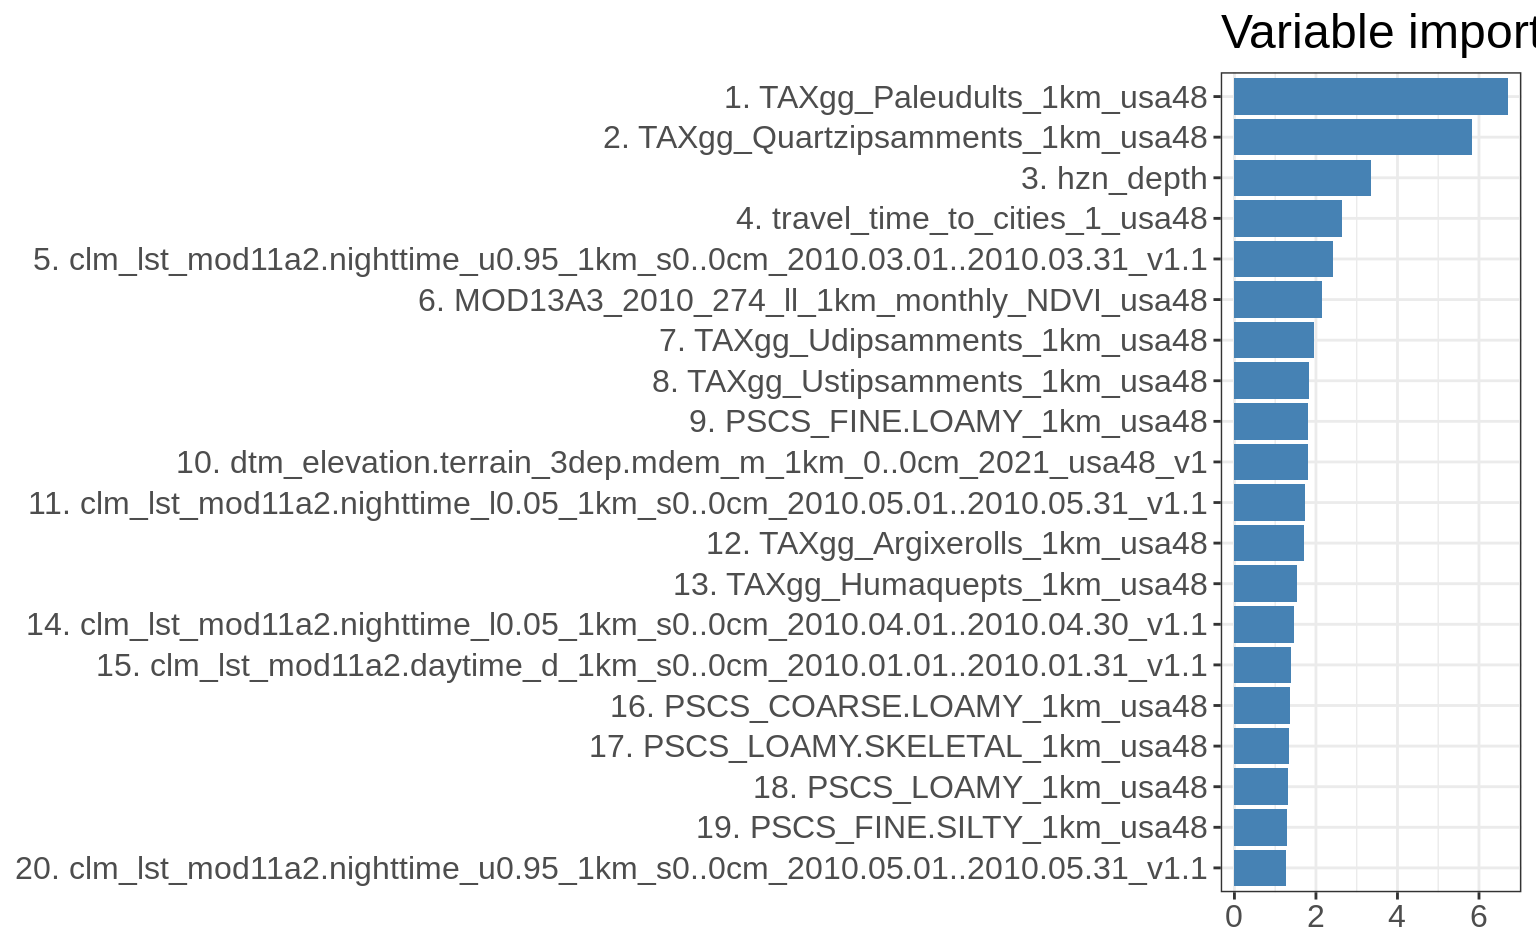 Variable import
1. TAXgg_Paleudults_1km_usa48
2. TAXgg_Quartzipsamments_1km_usa48
3. hzn_depth
4. travel_time_to_cities_1_usa48
5. clm_lst_mod11a2.nighttime_u0.95_1km_s0..0cm_2010.03.01..2010.03.31_v1.1
6. MOD13A3_2010_274_ll_1km_monthly_NDVI_usa48
7. TAXgg_Udipsamments_1km_usa48
8. TAXgg_Ustipsamments_1km_usa48
9. PSCS_FINE.LOAMY_1km_usa48
10. dtm_elevation.terrain_3dep.mdem_m_1km_0..0cm_2021_usa48_v1
11. clm_lst_mod11a2.nighttime_l0.05_1km_s0..0cm_2010.05.01..2010.05.31_v1.1
12. TAXgg_Argixerolls_1km_usa48
13. TAXgg_Humaquepts_1km_usa48
14. clm_lst_mod11a2.nighttime_l0.05_1km_s0..0cm_2010.04.01..2010.04.30_v1.1
15. clm_lst_mod11a2.daytime_d_1km_s0..0cm_2010.01.01..2010.01.31_v1.1
16. PSCS_COARSE.LOAMY_1km_usa48
17. PSCS_LOAMY.SKELETAL_1km_usa48
18. PSCS_LOAMY_1km_usa48
19. PSCS_FINE.SILTY_1km_usa48
20. clm_lst_mod11a2.nighttime_u0.95_1km_s0..0cm_2010.05.01..2010.05.31_v1.1
0 2 4 6